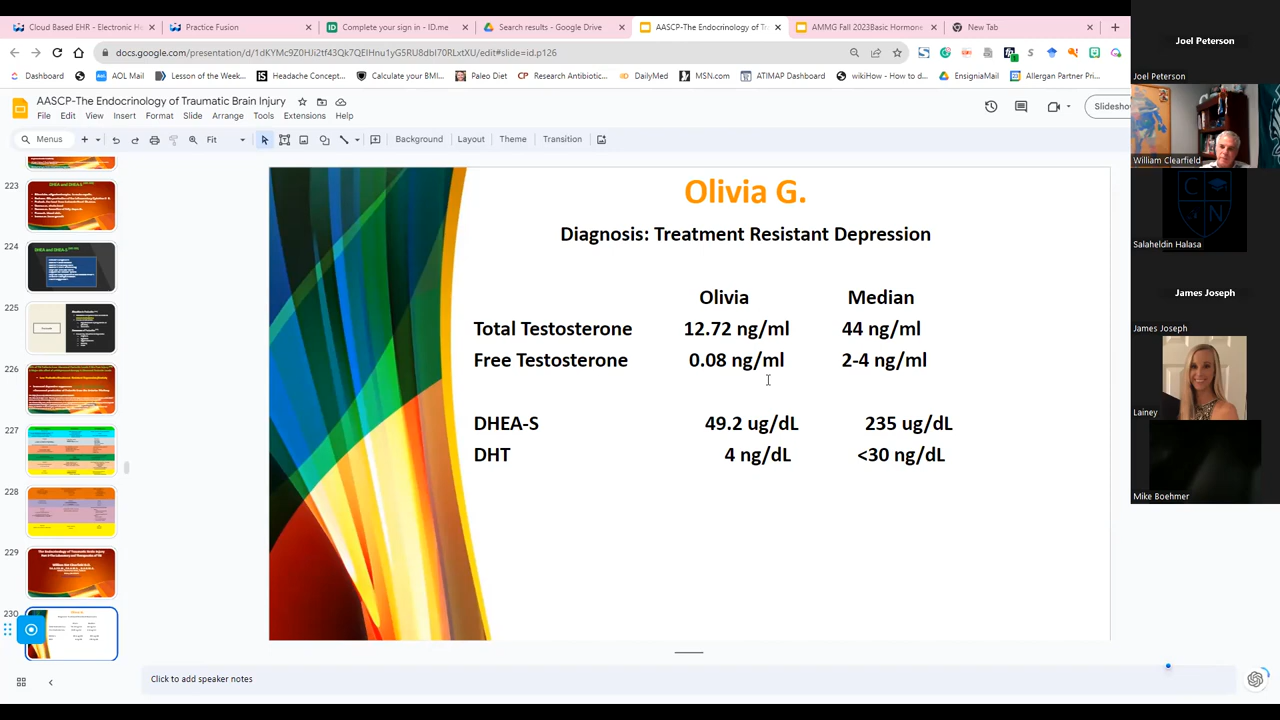 Cloud Based EHR - Electronic H
Practice Fusion
Complete your sign in - ID.me
Search results - Google Drive
AASCP-The Endocrinology of Tr
AMMG Fall 2023Basic Hormone
New Tab
docs.google.com/presentation/d/1dKYMc9Z0HJi2tf43Qk7QEIHnu1yG5RU8dbI70RLxtXU/edit#slide=id.p126
Dashboard
AOL Mail
Lesson of the Week...
Headache Concept...
Calculate your BMI...
Paleo Diet
Research Antibiotic...
DailyMed
MSN.com
ATIMAP Dashboard
wikiHow - How to d...
EnsigniaMail
Allergan Partner Pri...
AASCP-The Endocrinology of Traumatic Brain Injury
File Edit View Insert Format Slide Arrange Tools Extensions Help
Slideshow
Menus
Fit
Background
Layout
Theme
Transition
223
224
225
226
227
228
229
230
Olivia G.
Diagnosis: Treatment Resistant Depression
Olivia Median
Total Testosterone 12.72 ng/ml 44 ng/ml
Free Testosterone 0.08 ng/ml 2-4 ng/ml
DHEA-S 49.2 ug/dL 235 ug/dL
DHT 4 ng/dL <30 ng/dL
Click to add speaker notes
Joel Peterson
Joel Peterson
William Clearfield
C N
Salaheldin Halasa
James Joseph
James Joseph
Lainey
Mike Boehmer